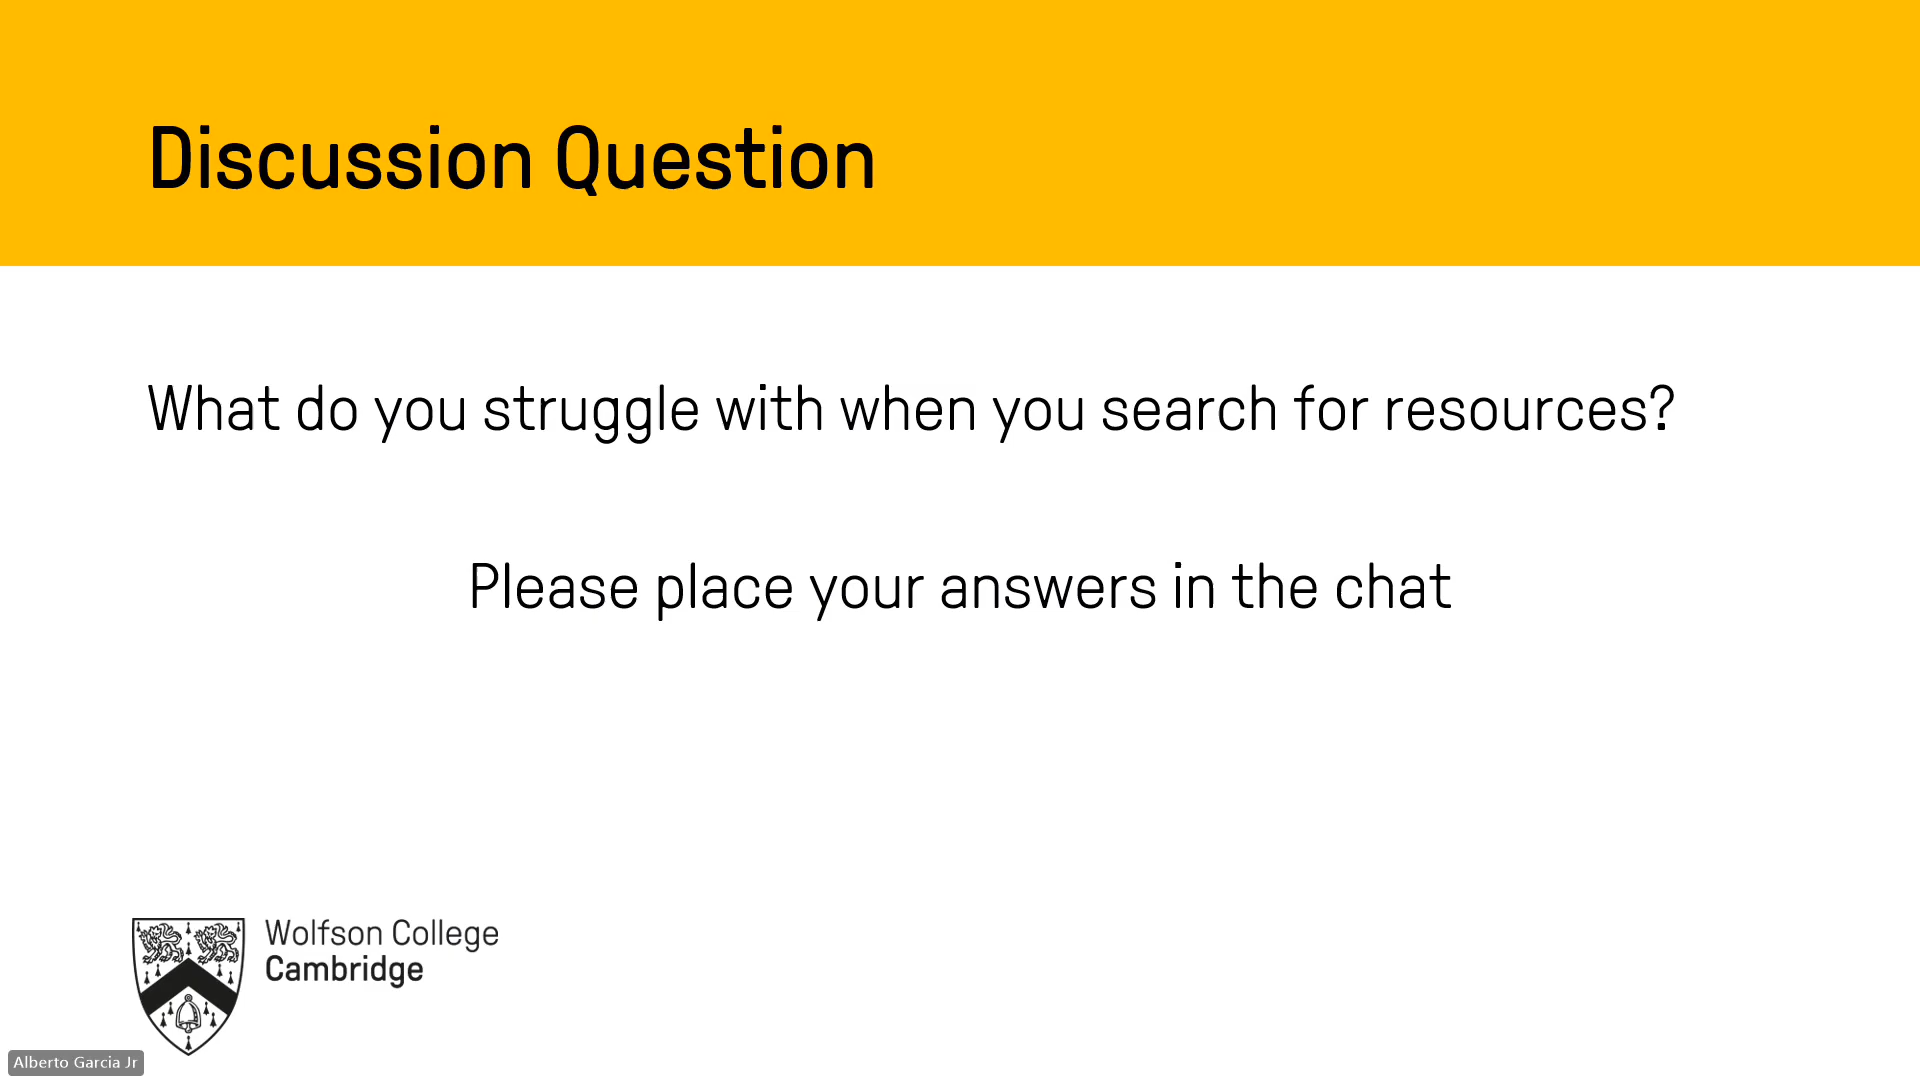 Discussion Question
What do you struggle with when you search for resources?
Please place your answers in the chat
Wolfson College
Cambridge
Alberto Garcia Jr